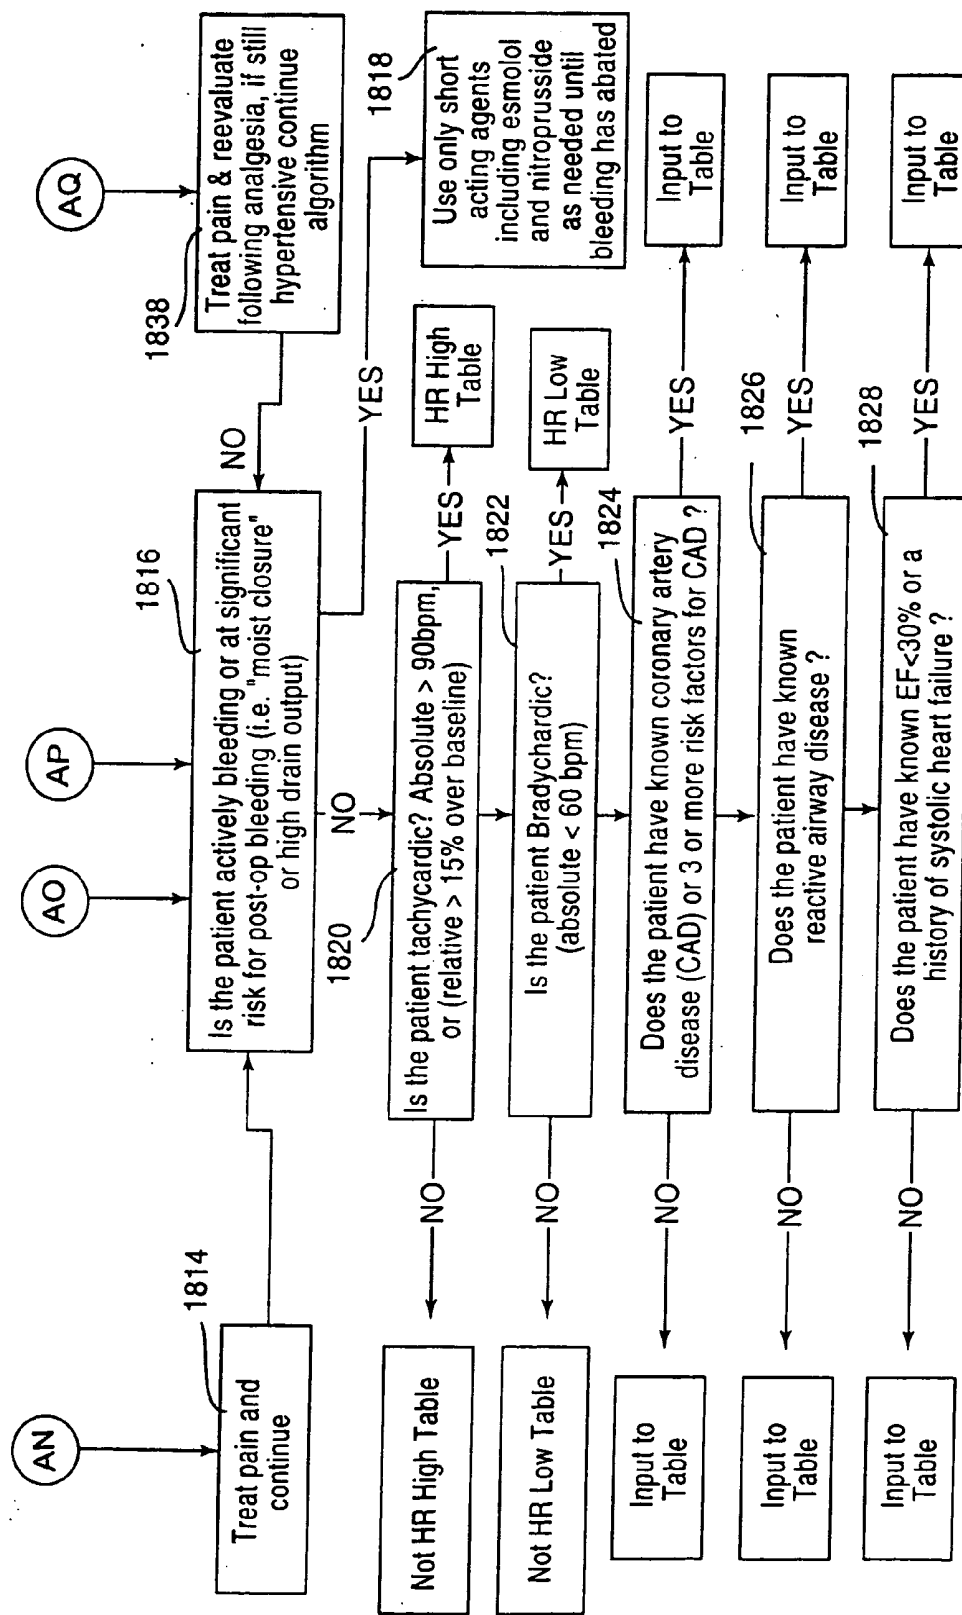 AN
AO
AP
AQ
1814
Treat pain and
continue
1816
Is the patient actively bleeding or at significant
risk for post-op bleeding (i.e. "moist closure"
or high drain output)
NO
1838
Treat pain & reevaluate
following analgesia, if still
hypertensive continue
algorithm
YES
1818
Use only short
acting agents
including esmolol
and nitroprusside
as needed until
bleeding has abated
NO
1820
Is the patient tachycardic? Absolute > 90bpm,
or (relative > 15% over baseline)
NO
Not HR High Table
YES
HR High
Table
1822
Is the patient Bradychardic?
(absolute < 60 bpm)
NO
Not HR Low Table
YES
HR Low
Table
1824
Does the patient have known coronary artery
disease (CAD) or 3 or more risk factors for CAD ?
NO
Input to
Table
YES
Input to
Table
1826
Does the patient have known
reactive airway disease ?
NO
Input to
Table
YES
Input to
Table
1828
Does the patient have known EF<30% or a
history of systolic heart failure ?
NO
Input to
Table
YES
Input to
Table